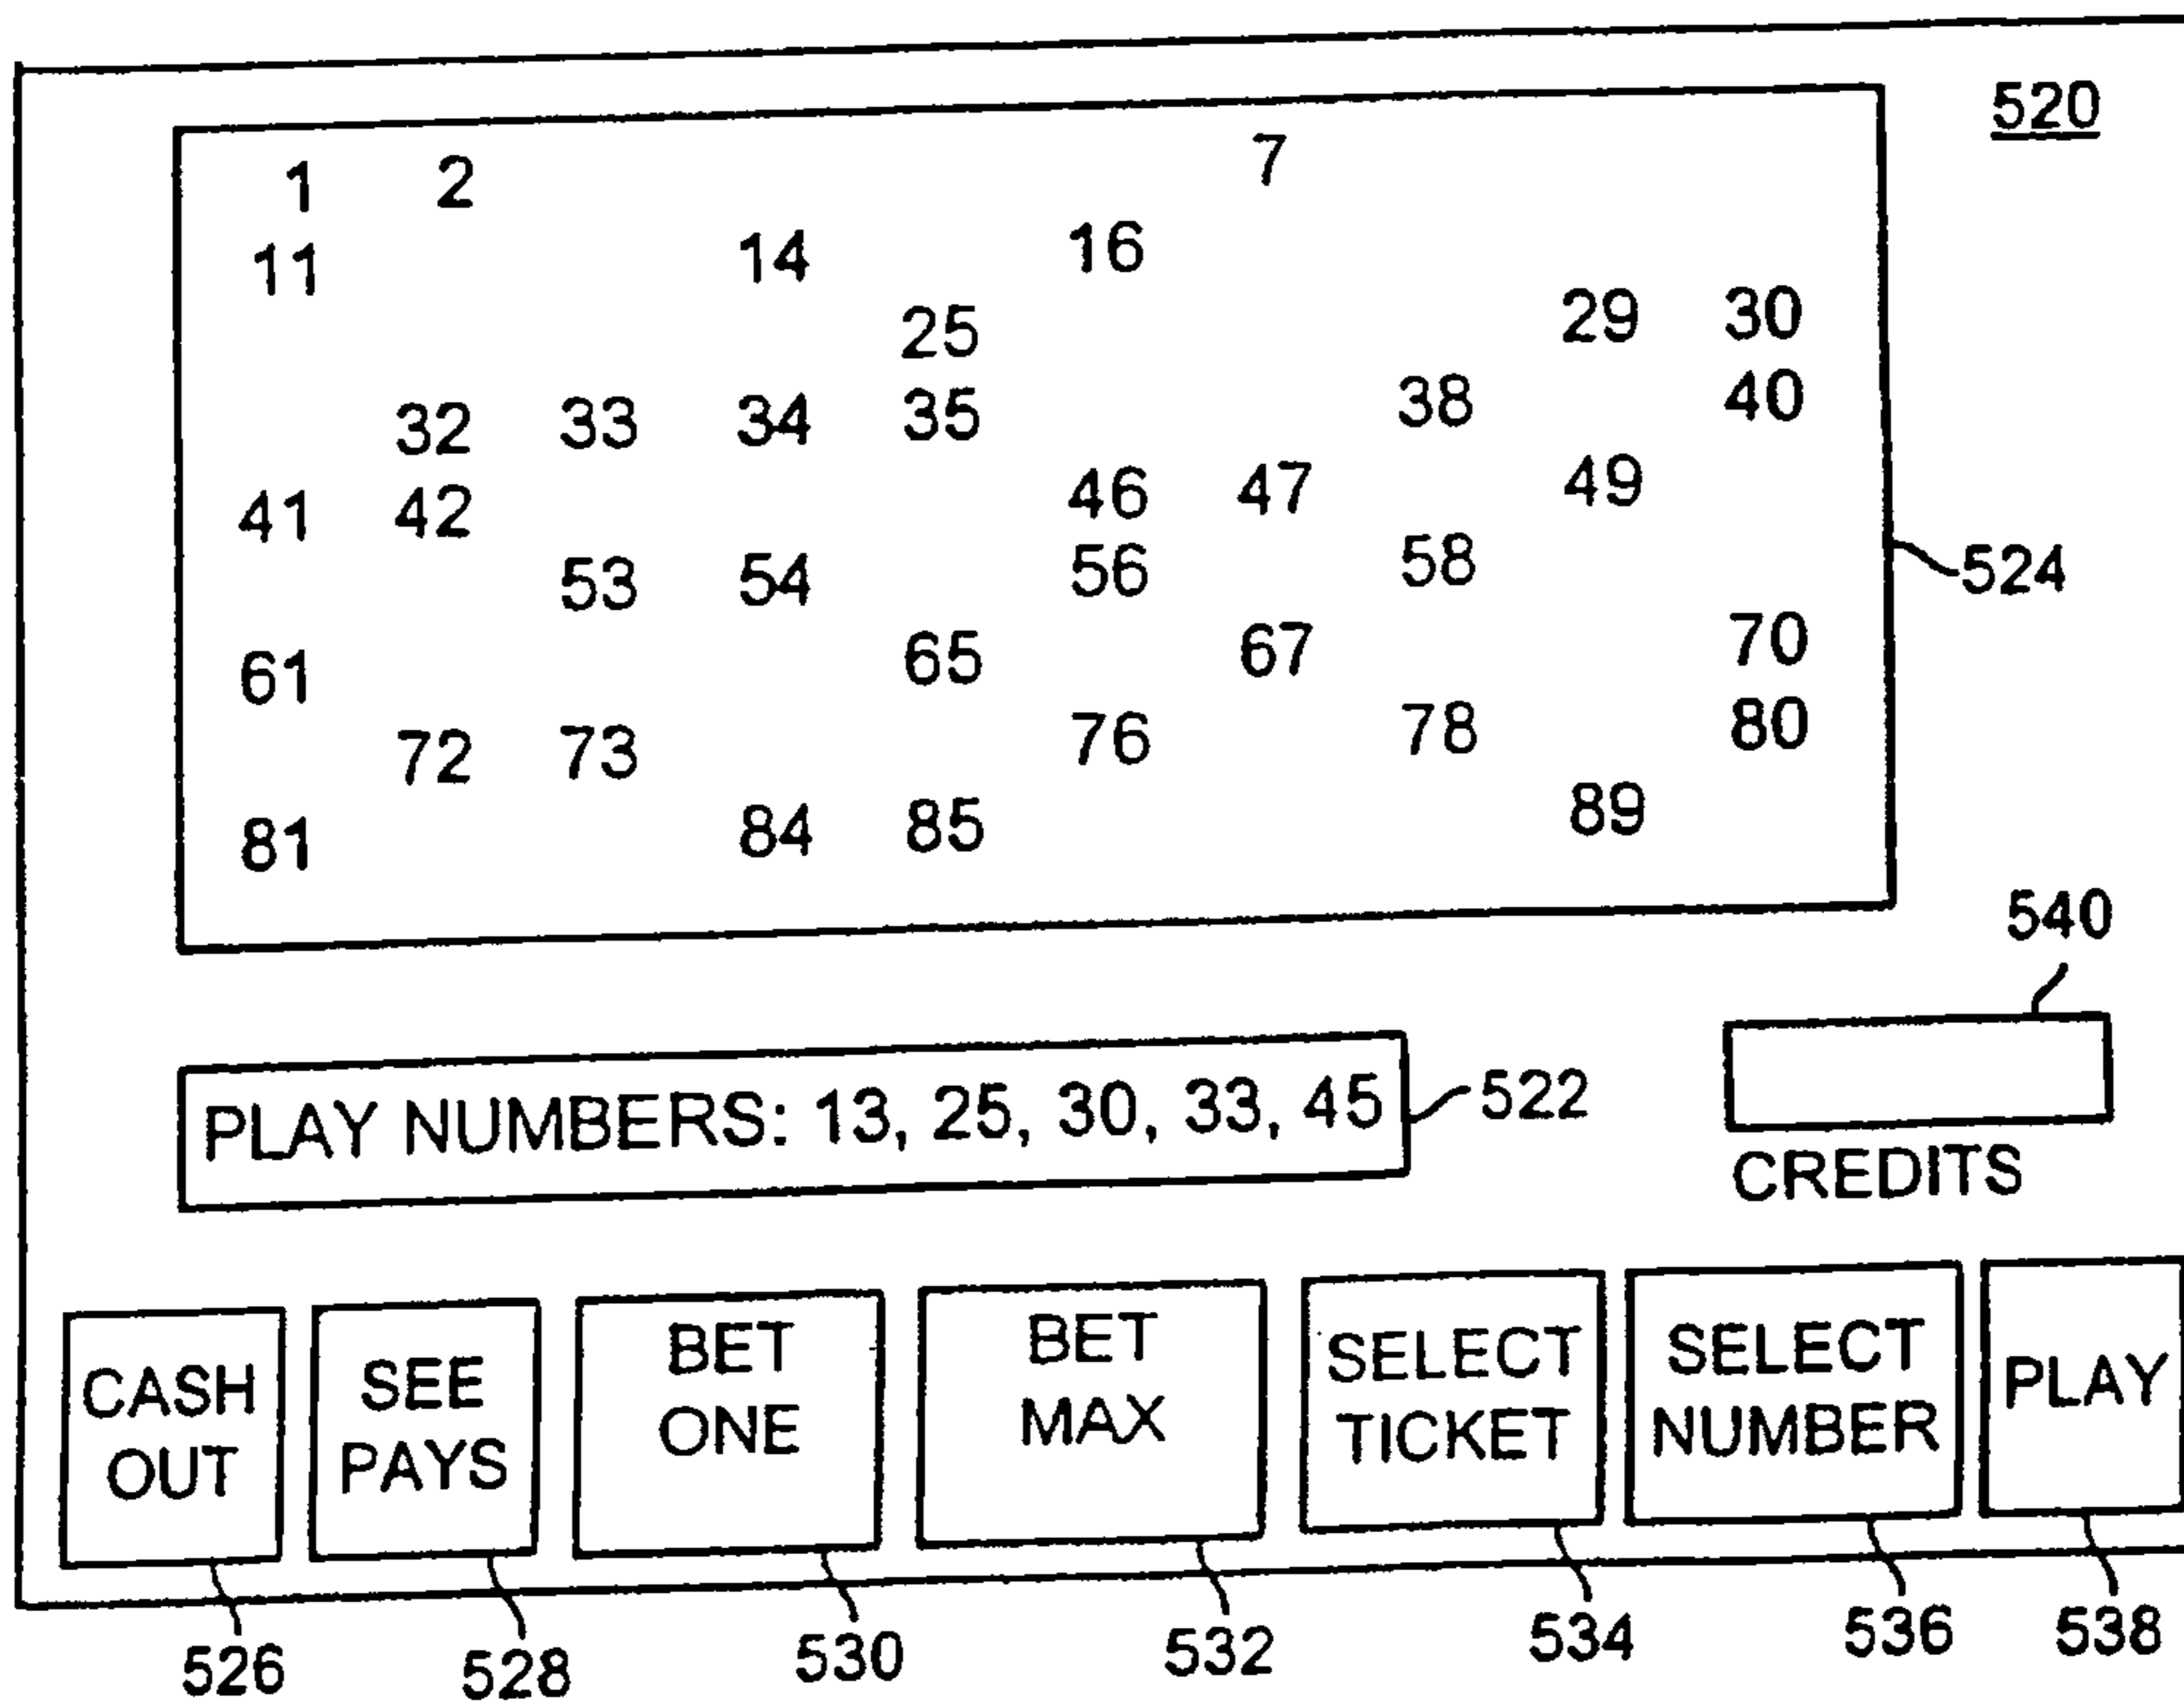 520
1 2 7
11 14 16
25 29 30
32 33 34 35 38 40
41 42 46 47 49
53 54 56 58
524
61 65 67 70
72 73 76 78 80
81 84 85 89
540
PLAY NUMBERS: 13, 25, 30, 33, 45
522
CREDITS
CASH
OUT
SEE
PAYS
BET
ONE
BET
MAX
SELECT
TICKET
SELECT
NUMBER
PLAY
526 528 530 532 534 536 538